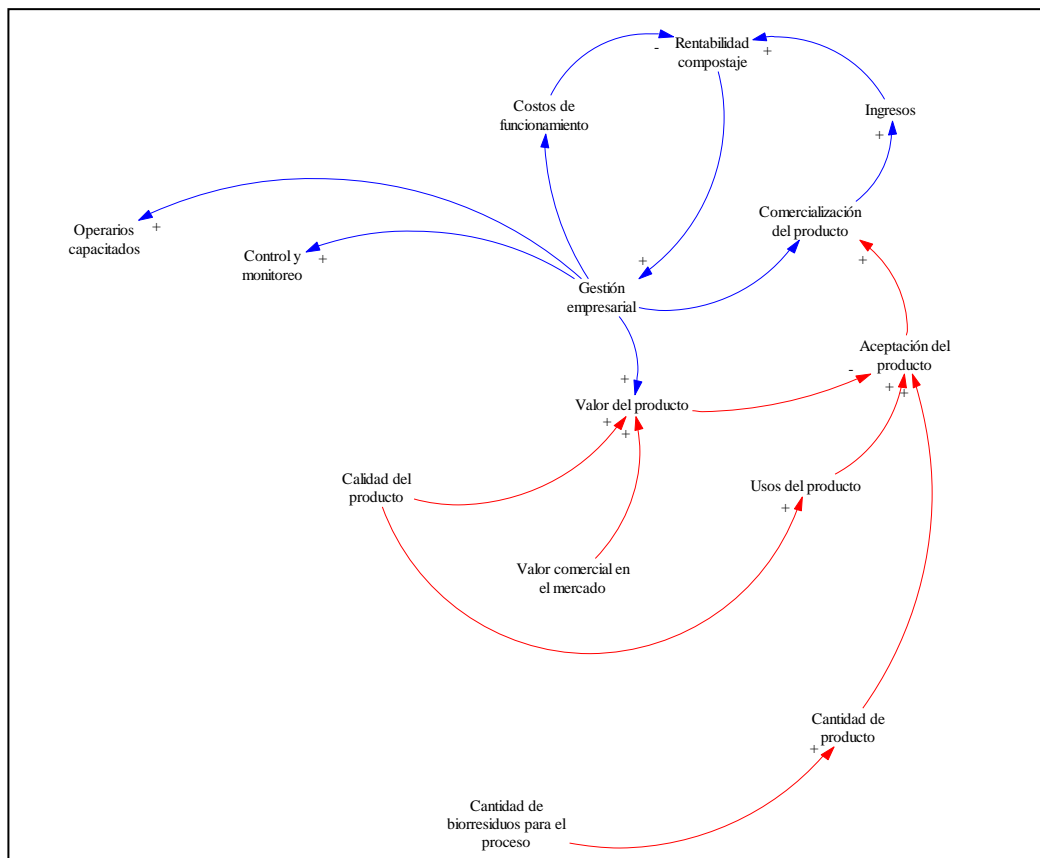 Rentabilidad
compostaje
-
+
Costos de
funcionamiento
Ingresos
+
Comercialización
del producto
Operarios
capacitados
+
Control y
monitoreo
+
+
+
Gestión
empresarial
Aceptación del
producto
-
+
+
+
Valor del producto
+
+
Calidad del
producto
Usos del producto
+
Valor comercial en
el mercado
Cantidad de
producto
+
Cantidad de
biorresiduos para el
proceso